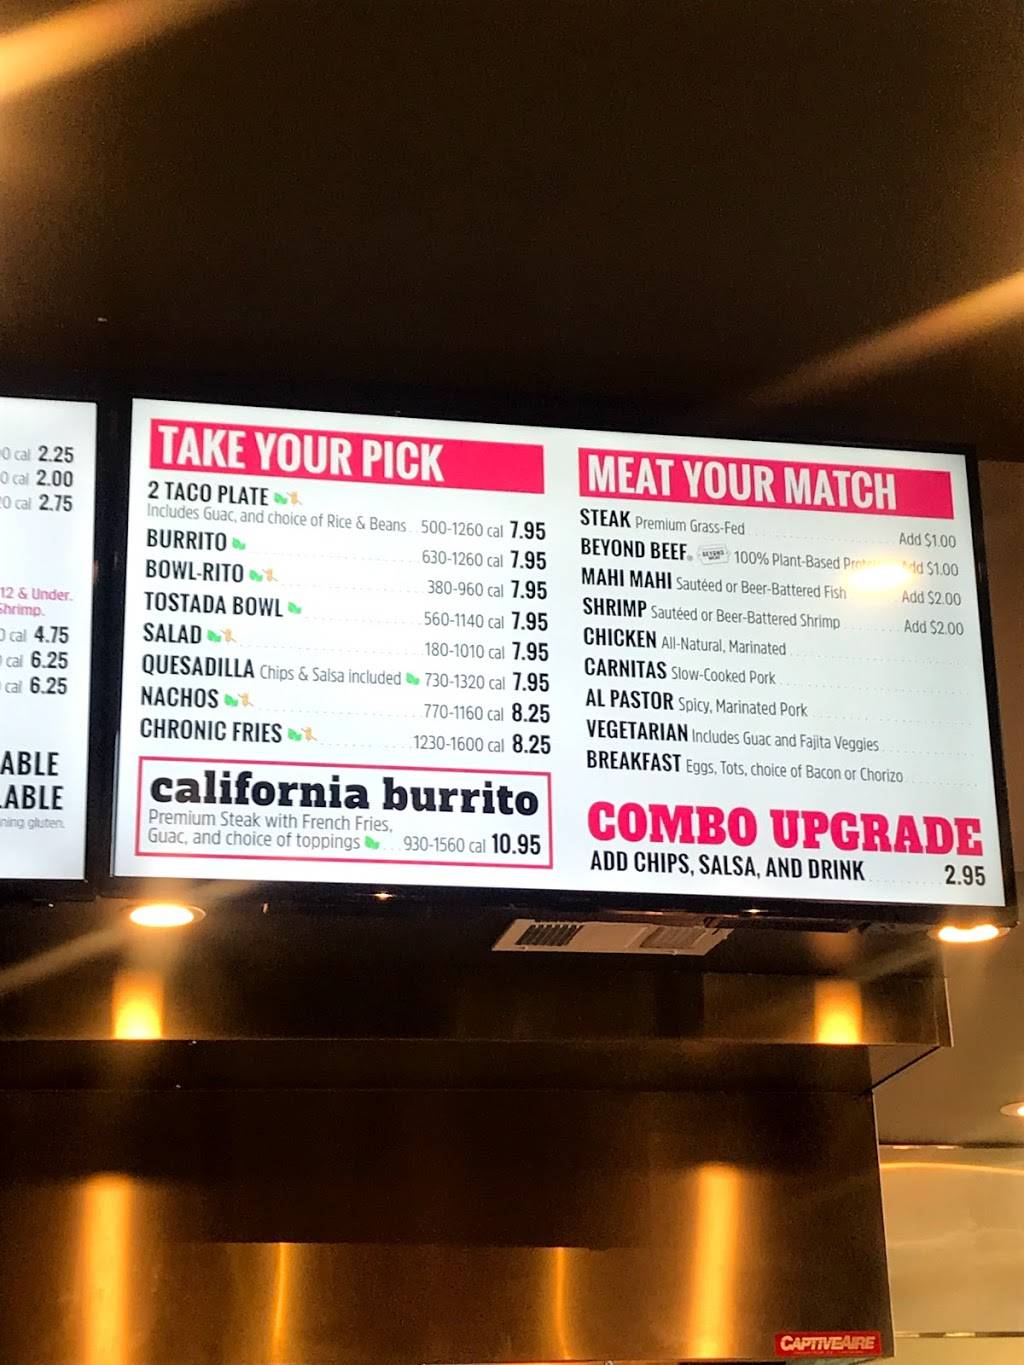 0 cal 2.25
0 cal 2.00
0 cal 2.75
12 & Under.
Shrimp.
0 cal 4.75
cal 6.25
cal 6.25
ABLE
LABLE
ning gluten.
TAKE YOUR PICK
2 TACO PLATE
Includes Guac, and choice of Rice & Beans 500-1260 cal 7.95
BURRITO 630-1260 cal 7.95
BOWL-RITO 380-960 cal 7.95
TOSTADA BOWL 560-1140 cal 7.95
SALAD 180-1010 cal 7.95
QUESADILLA Chips & Salsa included 730-1320 cal 7.95
NACHOS 770-1160 cal 8.25
CHRONIC FRIES 1230-1600 cal 8.25
california burrito
Premium Steak with French Fries,
Guac, and choice of toppings 930-1560 cal 10.95
MEAT YOUR MATCH
STEAK Premium Grass-Fed Add $1.00
BEYOND BEEF® BEYOND MEAT 100% Plant-Based Add $1.00
MAHI MAHI Sautéed or Beer-Battered Fish Add $2.00
SHRIMP Sautéed or Beer-Battered Shrimp Add $2.00
CHICKEN All-Natural, Marinated
CARNITAS Slow-Cooked Pork
AL PASTOR Spicy, Marinated Pork
VEGETARIAN Includes Guac and Fajita Veggies
BREAKFAST Eggs, Tots, choice of Bacon or Chorizo
COMBO UPGRADE
ADD CHIPS, SALSA, AND DRINK 2.95
CAPTIVEAIRE